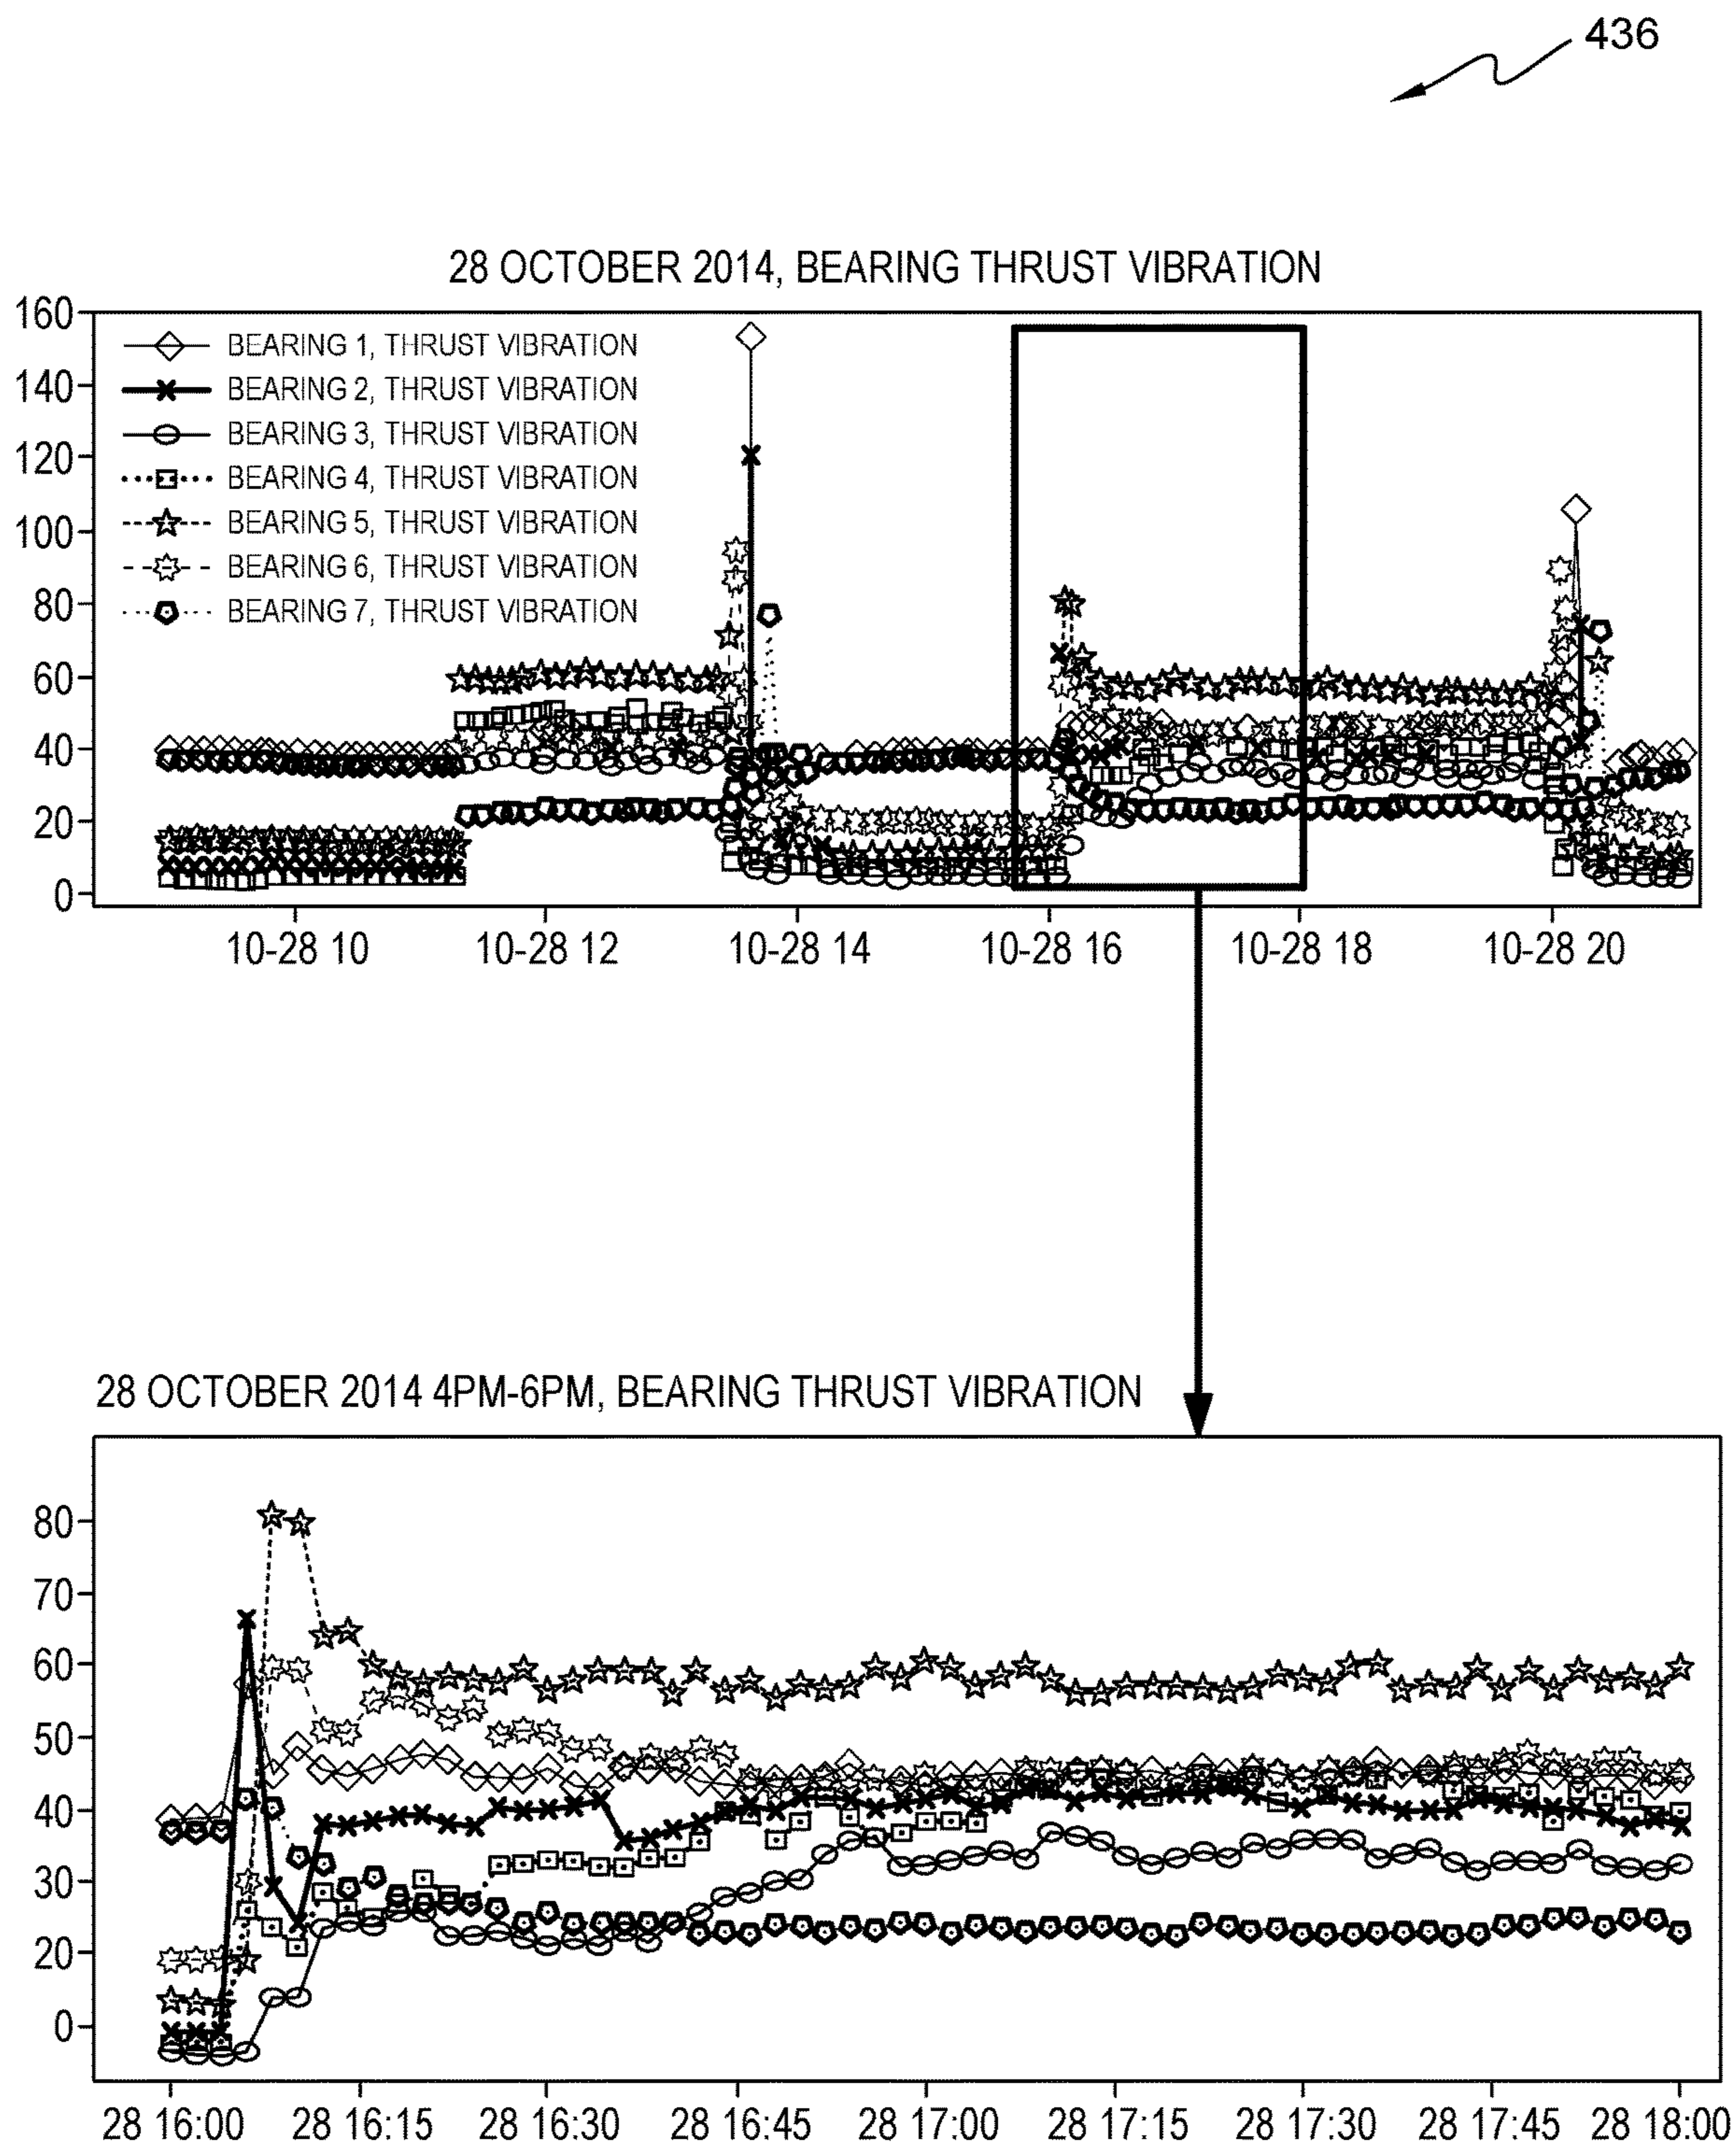 436
28 OCTOBER 2014, BEARING THRUST VIBRATION
160
140
120
100
80
60
40
20
0
BEARING 1, THRUST VIBRATION
BEARING 2, THRUST VIBRATION
BEARING 3, THRUST VIBRATION
BEARING 4, THRUST VIBRATION
BEARING 5, THRUST VIBRATION
BEARING 6, THRUST VIBRATION
BEARING 7, THRUST VIBRATION
10-28 10 10-28 12 10-28 14 10-28 16 10-28 18 10-28 20
28 OCTOBER 2014 4PM-6PM, BEARING THRUST VIBRATION
80
70
60
50
40
30
20
0
28 16:00 28 16:15 28 16:30 28 16:45 28 17:00 28 17:15 28 17:30 28 17:45 28 18:00